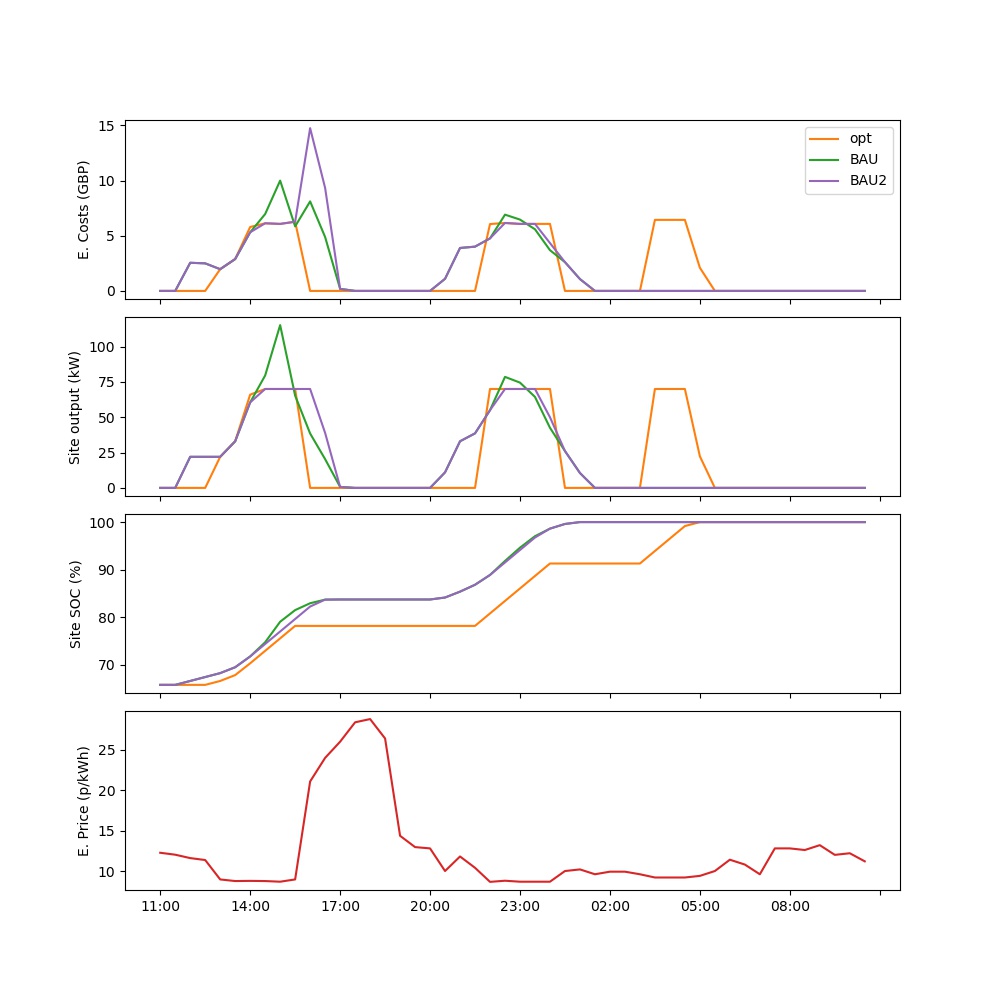 E. Costs (GBP)
15
10
5
0
opt
BAU
BAU2
Site output (kW)
100
75
50
25
0
Site SOC (%)
100
90
80
70
E. Price (p/kWh)
25
20
15
10
11:00 14:00 17:00 20:00 23:00 02:00 05:00 08:00